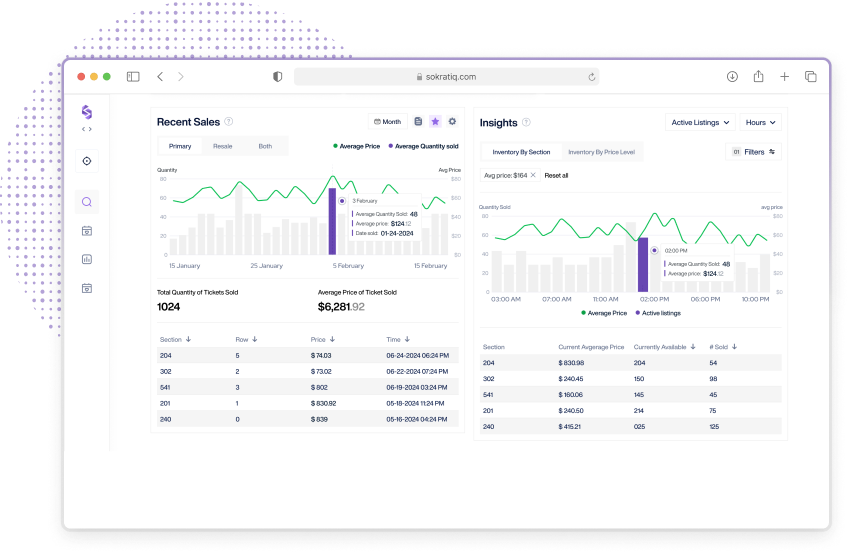 sokratiq.com
Recent Sales
Month
Primary
Resale
Both
Average Price
Average Quantity sold
Quantity
Avg Price
80
60
40
20
0
$80
$60
$40
$20
$0
3 February
Average Quantity Sold: 48
Average price: $124.12
Date sold: 01-24-2024
15 January
25 January
5 February
15 February
Total Quantity of Tickets Sold
1024
Average Price of Ticket Sold
$6,281.92
Section Row Price Time
204 5 $ 74.03 06-24-2024 06:24 PM
302 2 $ 73.02 06-22-2024 07:24 PM
541 3 $ 802 06-19-2024 03:24 PM
201 1 $ 830.92 05-18-2024 11:24 PM
240 0 $ 839 05-16-2024 04:24 PM
Insights
Active Listings
Hours
Inventory By Section
Inventory By Price Level
01 Filters
Avg price: $164
Reset all
Quantity Sold
avg price
80
60
40
20
0
$60
$40
$20
$0
02:00 PM
Average Quantity Sold: 48
Average price: $124.12
03:00 AM
07:00 AM
11:00 AM
02:00 PM
06:00 PM
10:00 PM
Average Price
Active listings
Section Current Avgerage Price Currently Available # Sold
204 $ 830.98 204 54
302 $ 240.45 150 98
541 $ 160.06 145 45
201 $ 240.50 214 75
240 $ 415.21 025 125